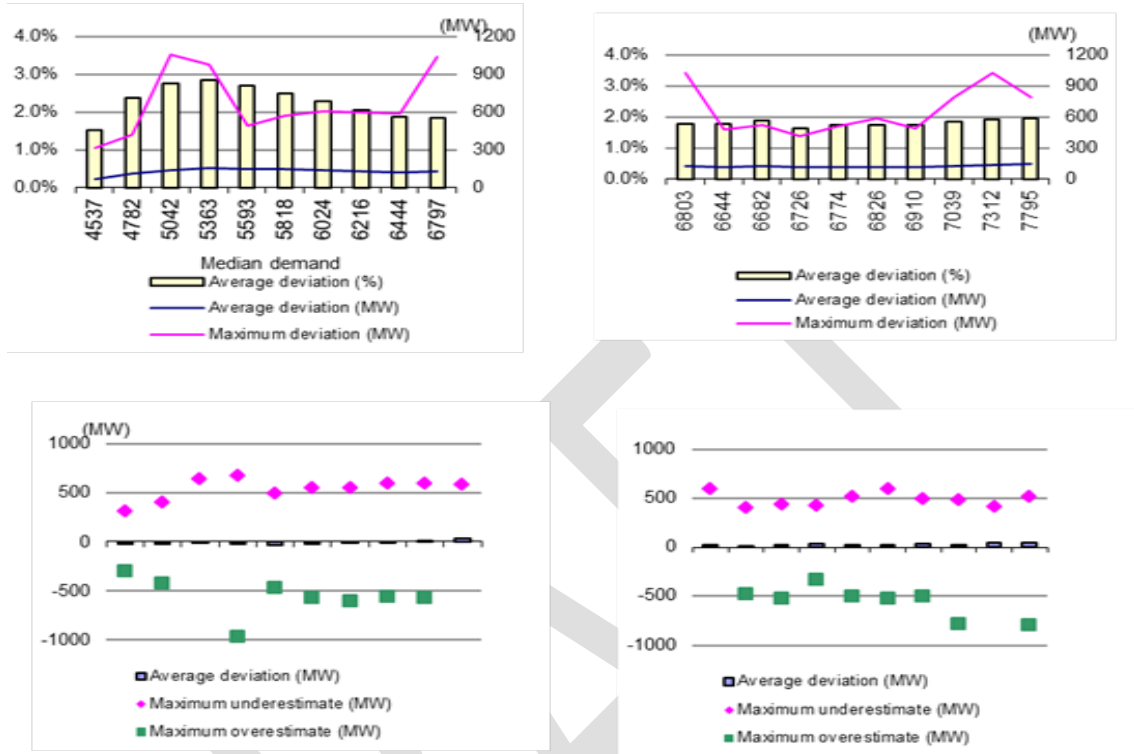 (MW)
4.0% 1200
3.0% 900
2.0% 600
1.0% 300
0.0% 0
4537 4782 5042 5363 5593 5818 6024 6216 6444 6797
Median demand
Average deviation (%)
Average deviation (MW)
Maximum deviation (MW)
(MW)
4.0% 1200
3.0% 900
2.0% 600
1.0% 300
0.0% 0
6803 6644 6682 6726 6774 6826 6910 7039 7312 7795
Average deviation (%)
Average deviation (MW)
Maximum deviation (MW)
(MW)
1000
500
0
-500
-1000
Average deviation (MW)
Maximum underestimate (MW)
Maximum overestimate (MW)
1000
500
0
-500
-1000
Average deviation (MW)
Maximum underestimate (MW)
Maximum overestimate (MW)